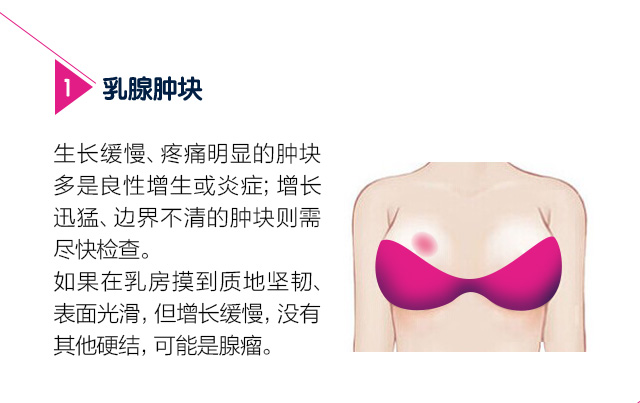 1
乳腺肿块
生长缓慢、疼痛明显的肿块
多是良性增生或炎症；增长
迅猛、边界不清的肿块则需
尽快检查。
如果在乳房摸到质地坚韧、
表面光滑，但增长缓慢，没有
其他硬结，可能是腺瘤。